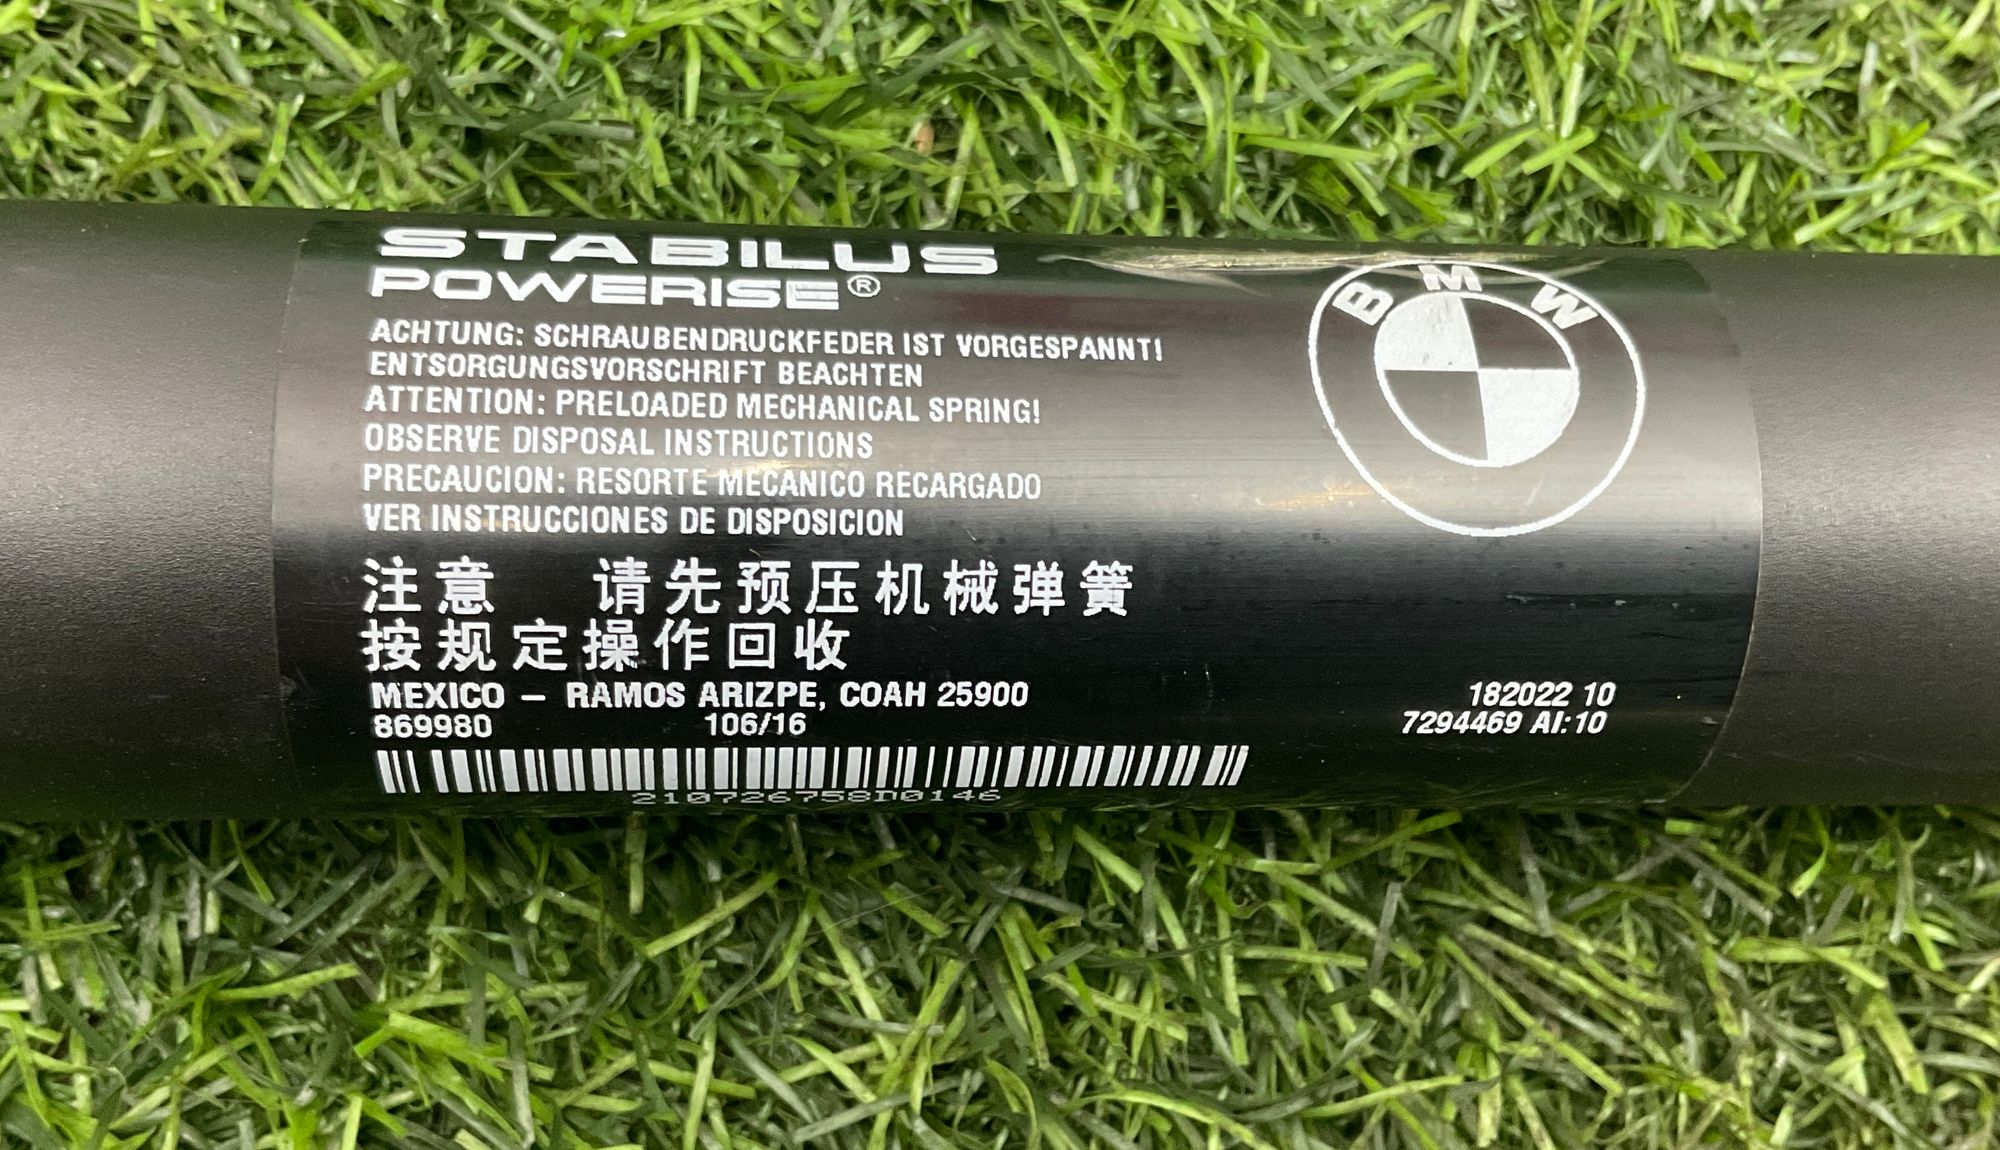 STABILUS
POWERISE®
BMW
ACHTUNG: SCHRAUBENDRUCKFEDER IST VORGESPANNT!
ENTSORGUNGSVORSCHRIFT BEACHTEN
ATTENTION: PRELOADED MECHANICAL SPRING!
OBSERVE DISPOSAL INSTRUCTIONS
PRECAUCION: RESORTE MECANICO RECARGADO
VER INSTRUCCIONES DE DISPOSICION
注意 请先预压机械弹簧
按规定操作回收
MEXICO – RAMOS ARIZPE, COAH 25900
182022 10
869980 106/16
7294469 AI:10
210726758D0146